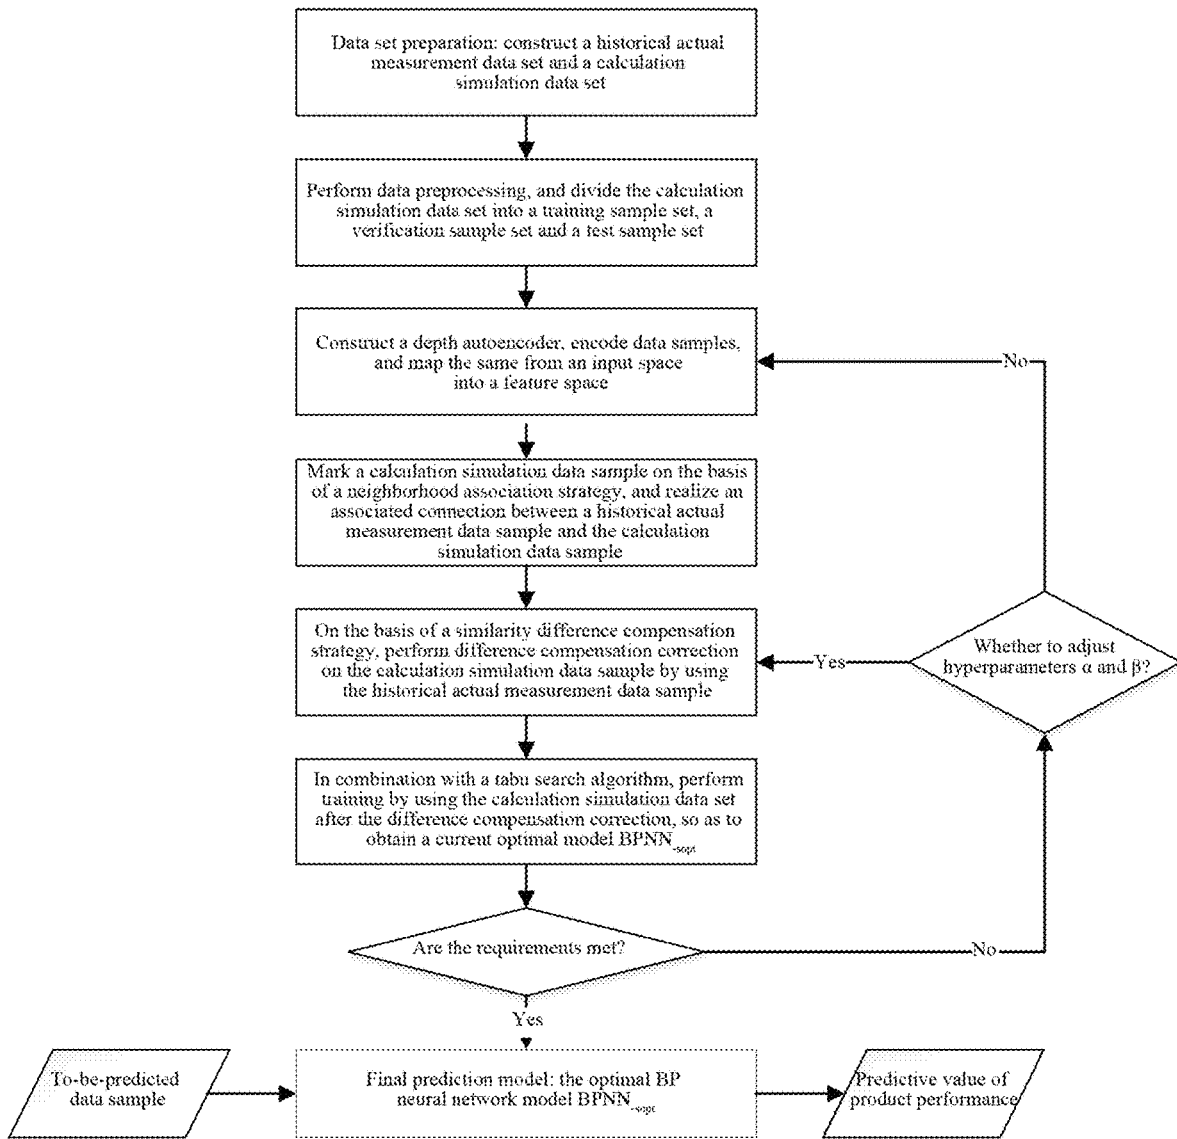 Data set preparation: construct a historical actual
measurement data set and a calculation
simulation data set
Perform data preprocessing, and divide the calculation
simulation data set into a training sample set, a
verification sample set and a test sample set
Construct a depth autoencoder, encode data samples,
and map the same from an input space
into a feature space
No
Mark a calculation simulation data sample on the basis
of a neighborhood association strategy, and realize an
associated connection between a historical actual
measurement data sample and the calculation
simulation data sample
On the basis of a similarity difference compensation
strategy, perform difference compensation correction
on the calculation simulation data sample by using
the historical actual measurement data sample
Yes
Whether to adjust
hyperparameters α and β?
In combination with a tabu search algorithm, perform
training by using the calculation simulation data set
after the difference compensation correction, so as to
obtain a current optimal model BPNN-sopt
Are the requirements met?
No
Yes
To-be-predicted
data sample
Final prediction model: the optimal BP
neural network model BPNN-sopt
Predictive value of
product performance